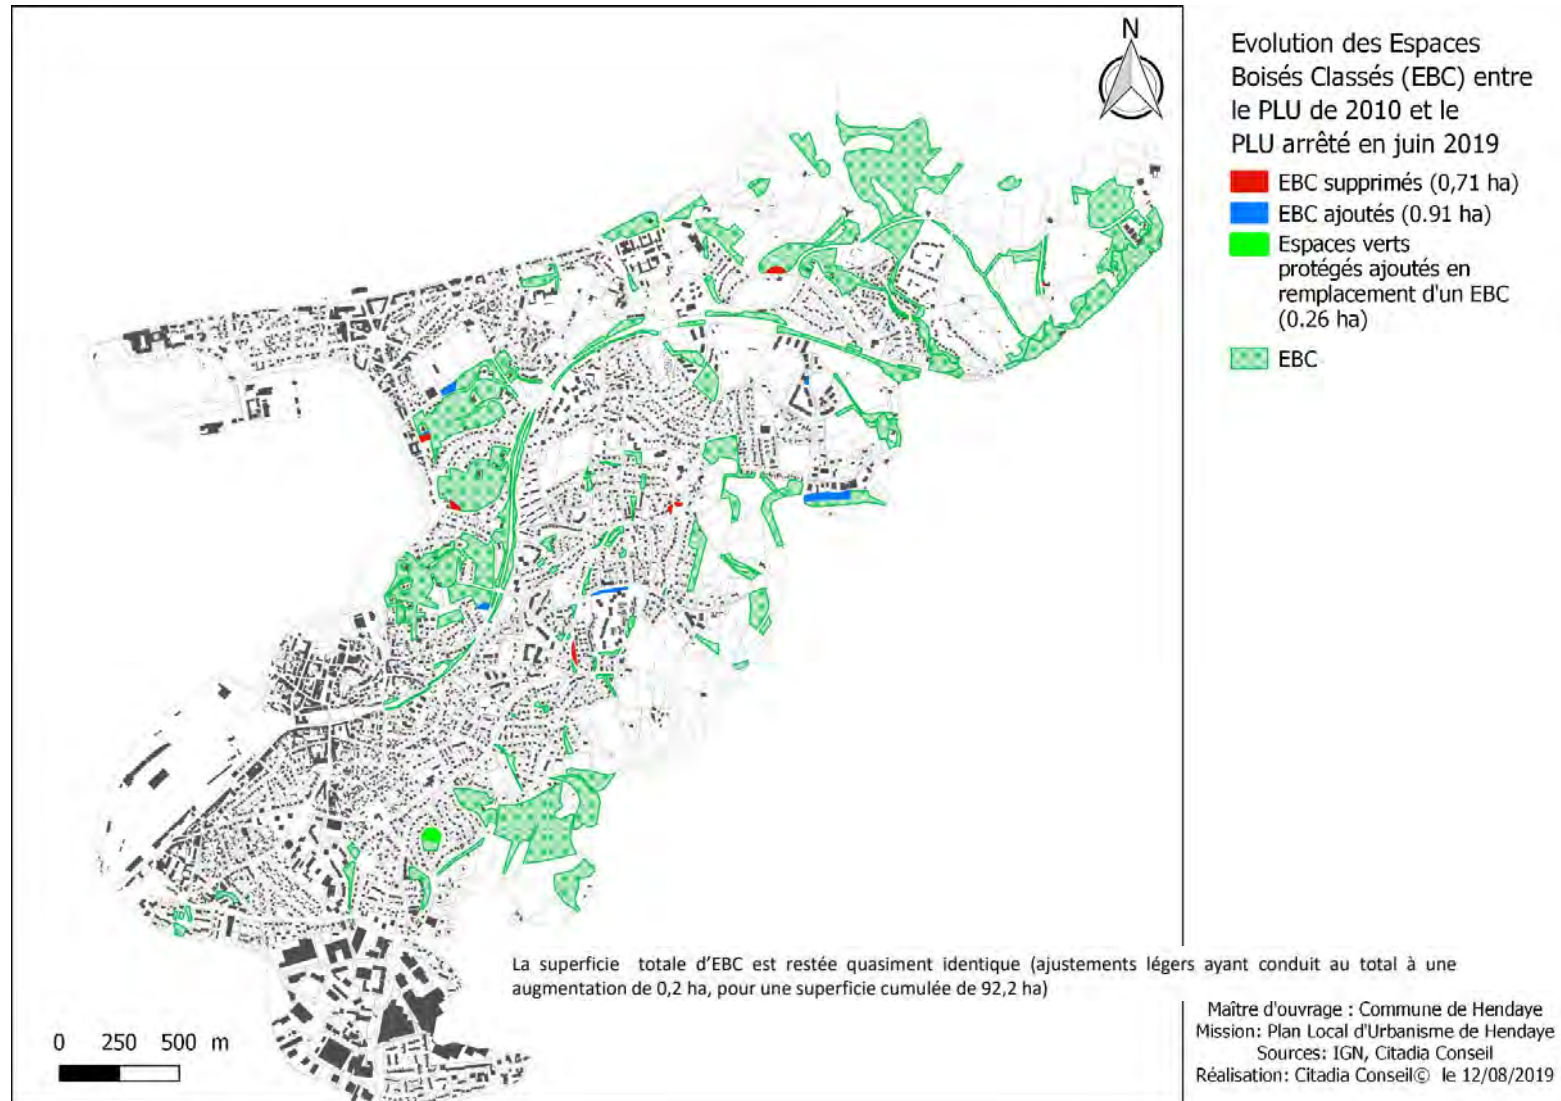 N
Evolution des Espaces
Boisés Classés (EBC) entre
le PLU de 2010 et le
PLU arrêté en juin 2019
EBC supprimés (0,71 ha)
EBC ajoutés (0.91 ha)
Espaces verts
protégés ajoutés en
remplacement d'un EBC
(0.26 ha)
EBC
La superficie totale d'EBC est restée quasiment identique (ajustements légers ayant conduit au total à une
augmentation de 0,2 ha, pour une superficie cumulée de 92,2 ha)
0 250 500 m
Maître d'ouvrage : Commune de Hendaye
Mission: Plan Local d'Urbanisme de Hendaye
Sources: IGN, Citadia Conseil
Réalisation: Citadia Conseil© le 12/08/2019